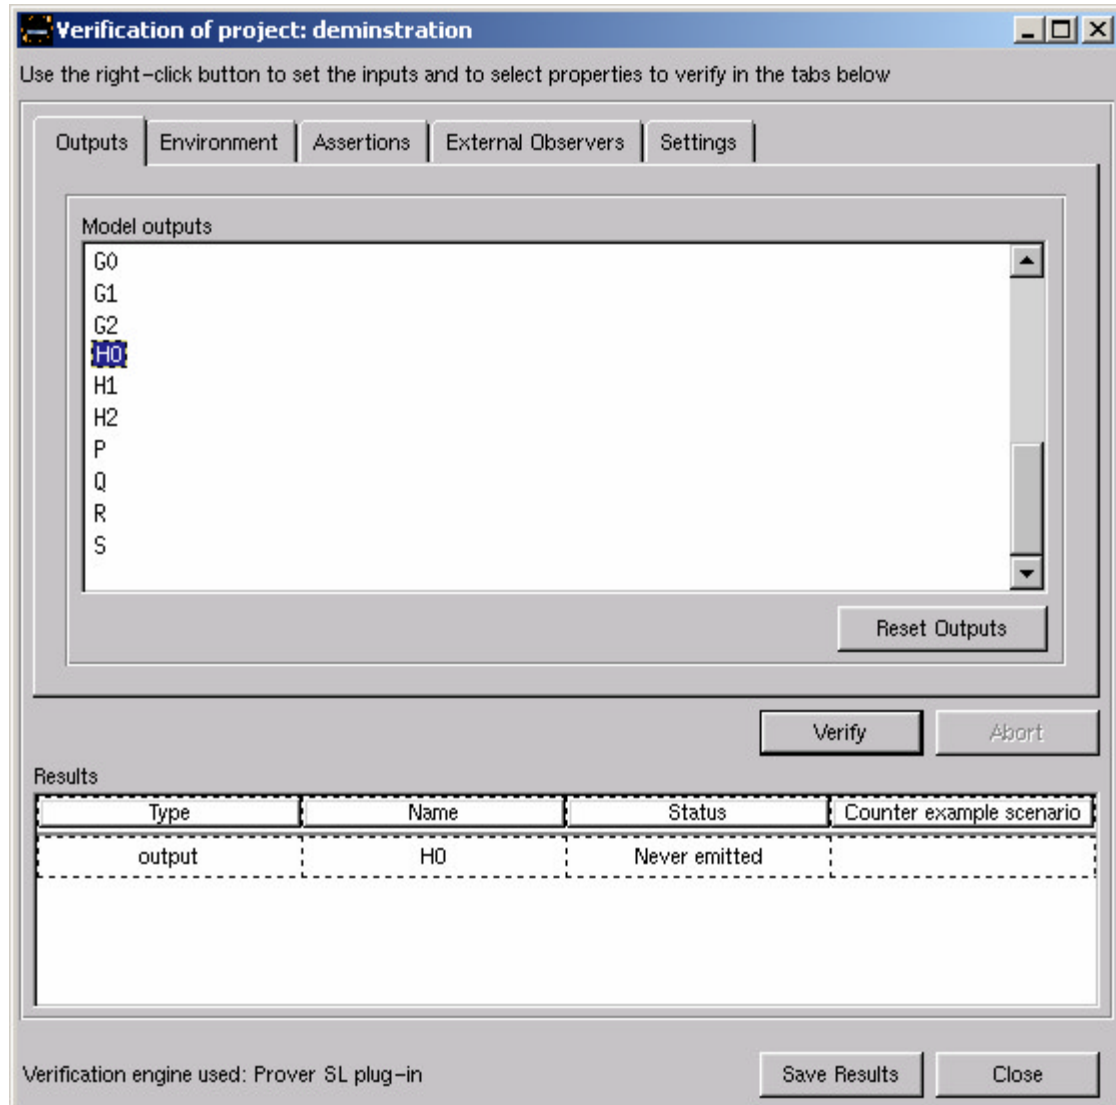 Verification of project: deminstration
Use the right-click button to set the inputs and to select properties to verify in the tabs below
Outputs Environment Assertions External Observers Settings
Model outputs
G0
G1
G2
H0
H1
H2
P
Q
R
S
Reset Outputs
Verify Abort
Results
Type Name Status Counter example scenario
output H0 Never emitted
Verification engine used: Prover SL plug-in Save Results Close